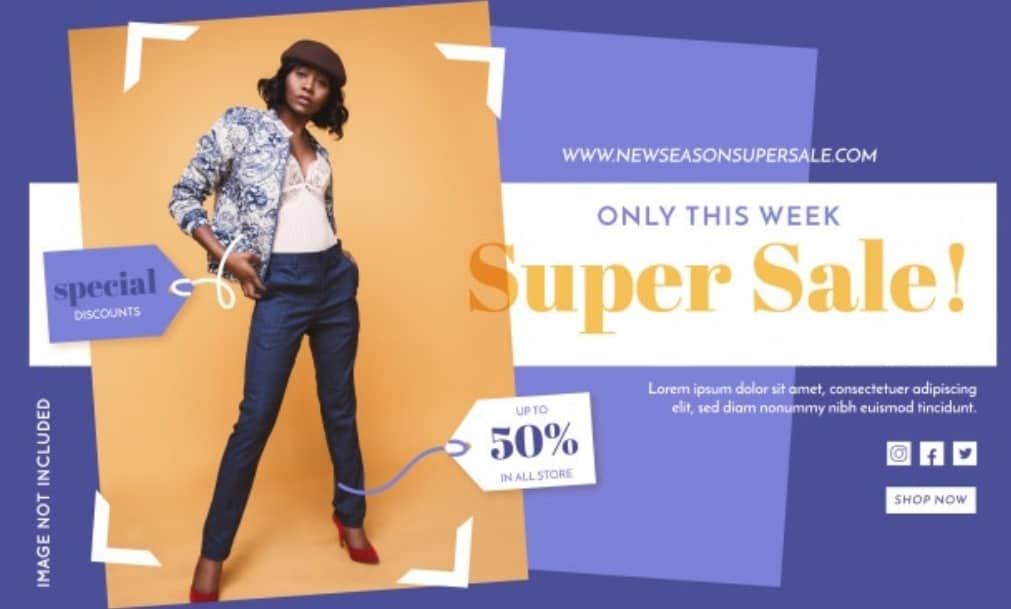 WWW.NEWSEASONSUPERSALE.COM
ONLY THIS WEEK
Super Sale!
special
DISCOUNTS
UP TO
50%
IN ALL STORE
Lorem ipsum dolor sit amet, consectetuer adipiscing
elit, sed diam nonummy nibh euismod tincidunt.
SHOP NOW
IMAGE NOT INCLUDED